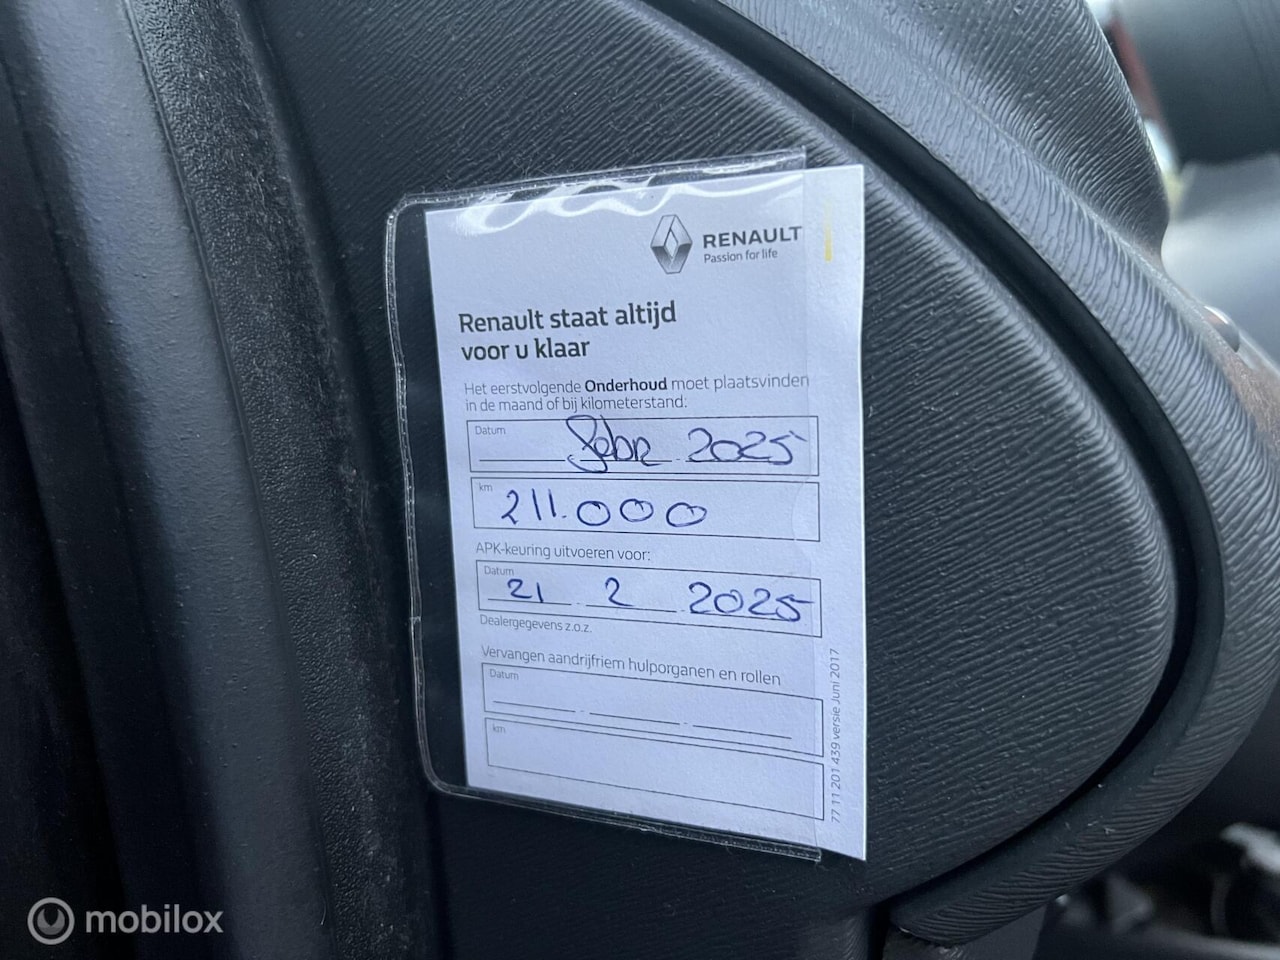 RENAULT
Passion for life
Renault staat altijd
voor u klaar
Het eerstvolgende Onderhoud moet plaatsvinden
in de maand of bij kilometerstand:
Datum
Febr 2025
km
211.000
APK-keuring uitvoeren voor:
Datum
21 2 2025
Dealergegevens z.o.z.
Vervangen aandrijfriem hulporganen en rollen
Datum
km
77 11 201 439 versie Juni 2017
mobilox